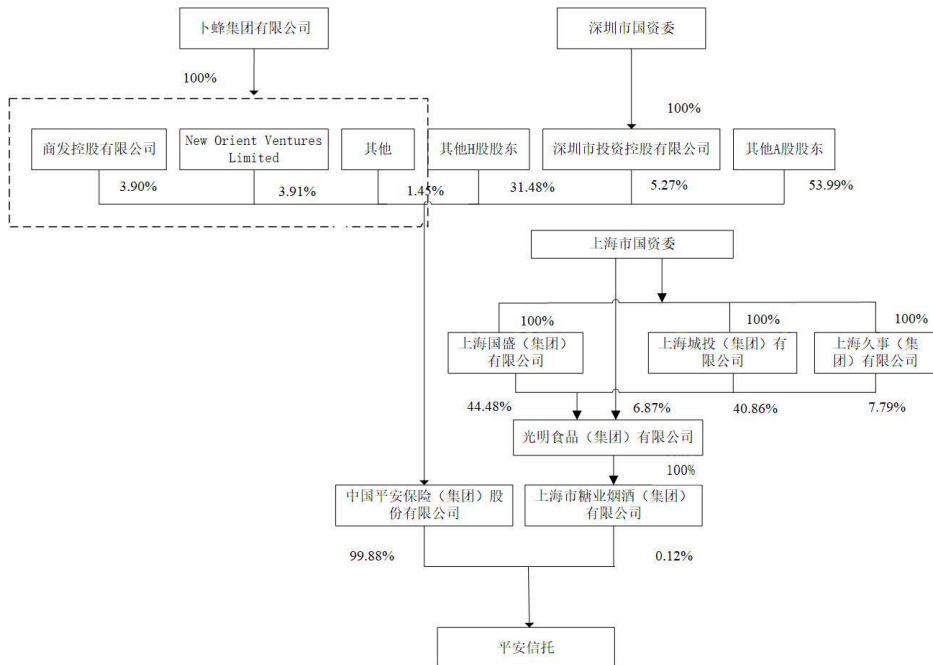 卜蜂集团有限公司
深圳市国资委
100%
100%
商发控股有限公司
New Orient Ventures
Limited
其他
其他H股股东
深圳市投资控股有限公司
其他A股股东
3.90%
3.91%
1.45%
31.48%
5.27%
53.99%
上海市国资委
100%
100%
100%
上海国盛（集团）
有限公司
上海城投（集团）有
限公司
上海久事（集
团）有限公司
44.48%
6.87%
40.86%
7.79%
光明食品（集团）有限公司
100%
中国平安保险（集团）股
份有限公司
上海市糖业烟酒（集团）
有限公司
99.88%
0.12%
平安信托